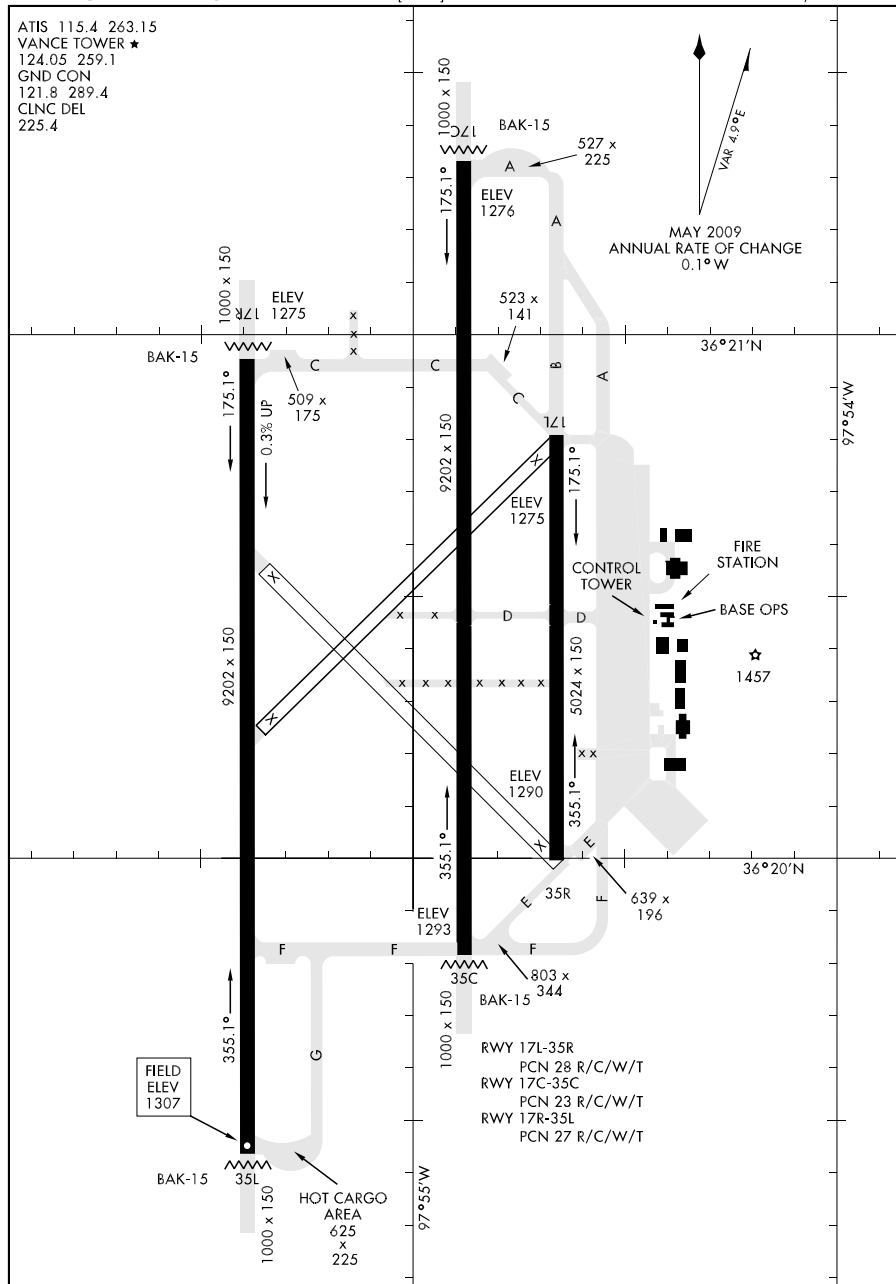 ATIS 115.4 263.15
VANCE TOWER ★
124.05 259.1
GND CON
121.8 289.4
CLNC DEL
225.4
1000 x 150
17C
BAK-15
A
527 x
225
175.1°
ELEV
1276
A
VAR 4.9°E
MAY 2009
ANNUAL RATE OF CHANGE
0.1° W
1000 x 150
17R
ELEV
1275
x
x
x
523 x
141
36°21'N
BAK-15
C
C
B
A
C
509 x
175
97°54'W
175.1°
0.3% UP
9202 x 150
17L
X
175.1°
ELEV
1275
FIRE
STATION
CONTROL
TOWER
BASE OPS
X
x x
D
D
1457
9202 x 150
x x x x x x x
5024 x 150
X
x x
ELEV
1290
355.1°
355.1°
X
E
36°20'N
35R
639 x
196
E
F
ELEV
1293
F
F
F
35C
803 x
344
BAK-15
1000 x 150
355.1°
G
RWY 17L-35R
PCN 28 R/C/W/T
RWY 17C-35C
PCN 23 R/C/W/T
RWY 17R-35L
PCN 27 R/C/W/T
FIELD
ELEV
1307
BAK-15
35L
1000 x 150
HOT CARGO
AREA
625
x
225
97°55'W